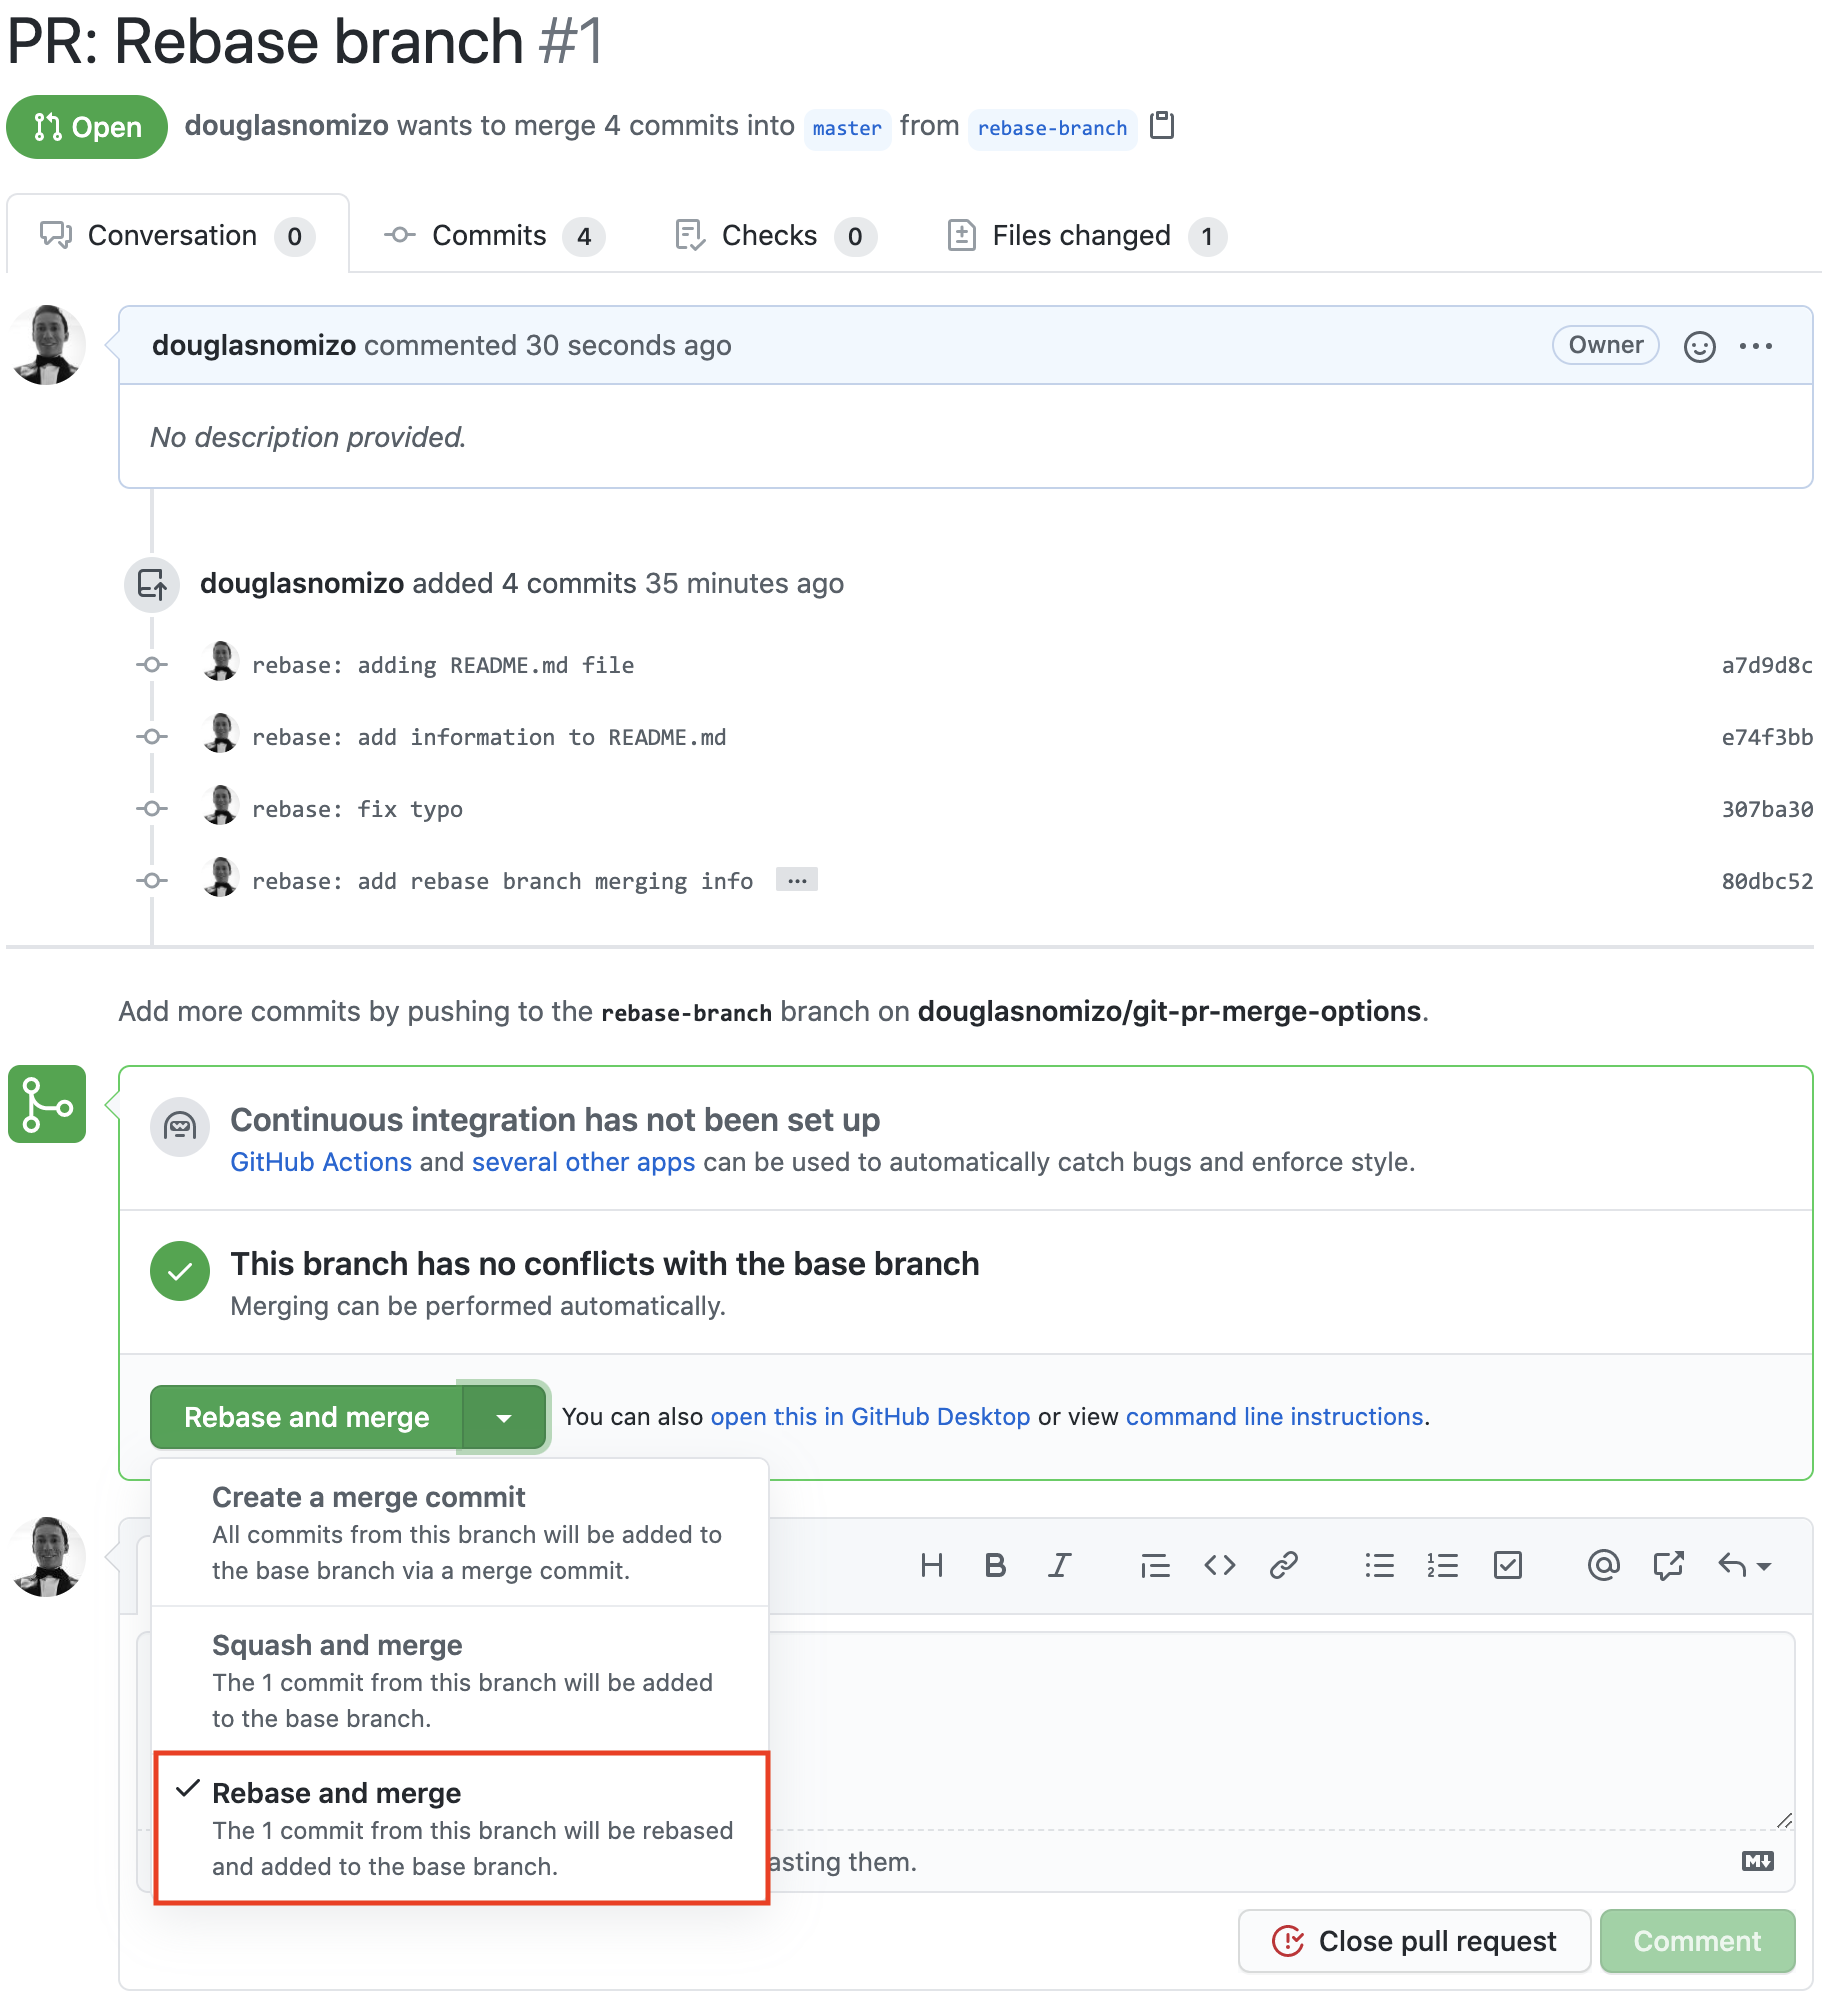 PR: Rebase branch #1
Open douglasnomizo wants to merge 4 commits into master from rebase-branch
Conversation 0 Commits 4 Checks 0 Files changed 1
douglasnomizo commented 30 seconds ago Owner
No description provided.
douglasnomizo added 4 commits 35 minutes ago
rebase: adding README.md file a7d9d8c
rebase: add information to README.md e74f3bb
rebase: fix typo 307ba30
rebase: add rebase branch merging info … 80dbc52
Add more commits by pushing to the rebase-branch branch on douglasnomizo/git-pr-merge-options.
Continuous integration has not been set up
GitHub Actions and several other apps can be used to automatically catch bugs and enforce style.
This branch has no conflicts with the base branch
Merging can be performed automatically.
Rebase and merge You can also open this in GitHub Desktop or view command line instructions.
Create a merge commit
All commits from this branch will be added to
the base branch via a merge commit.
Squash and merge
The 1 commit from this branch will be added
to the base branch.
Rebase and merge
The 1 commit from this branch will be rebased
and added to the base branch.
asting them.
Close pull request Comment